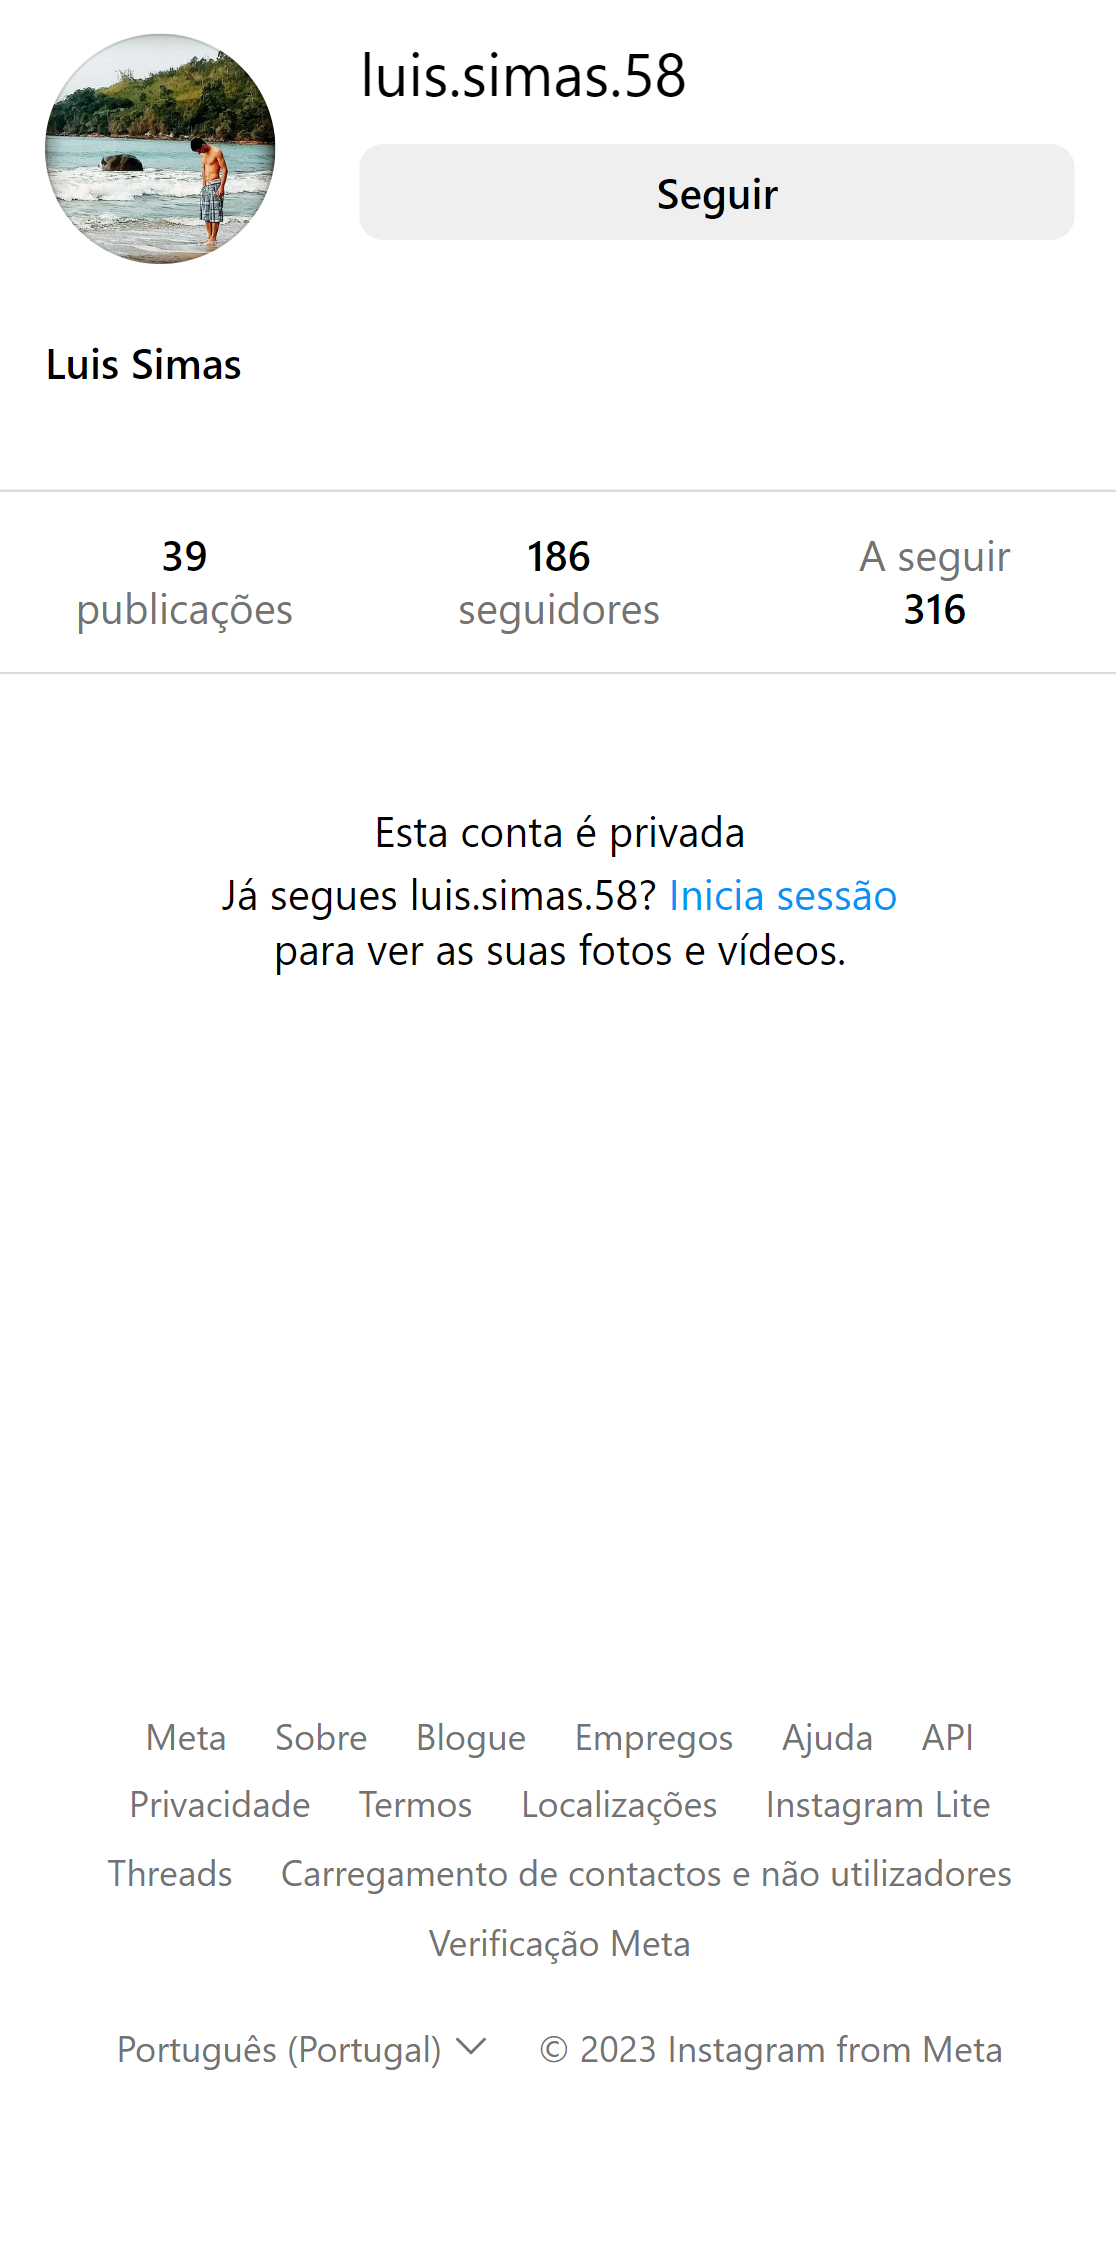 luis.simas.58
Seguir
Luis Simas
39
publicações
186
seguidores
A seguir
316
Esta conta é privada
Já segues luis.simas.58? Inicia sessão
para ver as suas fotos e vídeos.
Meta Sobre Blogue Empregos Ajuda API
Privacidade Termos Localizações Instagram Lite
Threads Carregamento de contactos e não utilizadores
Verificação Meta
Português (Portugal) © 2023 Instagram from Meta